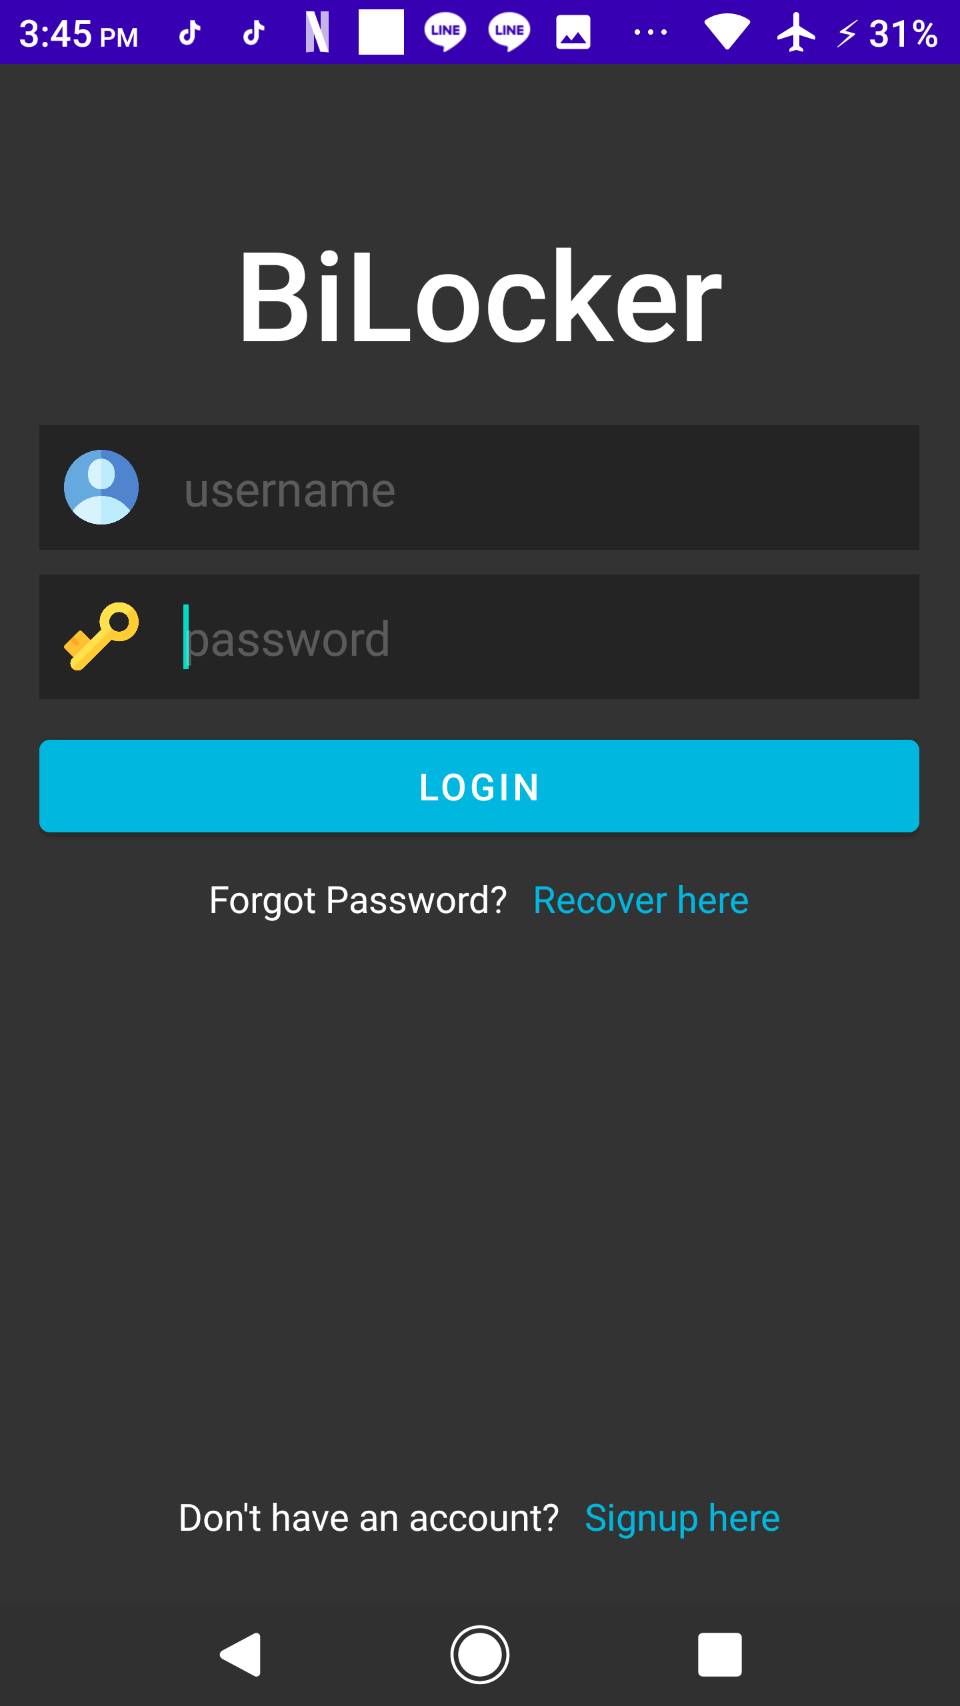 3:45 PM LINE LINE ... 31%
BiLocker
username
password
LOGIN
Forgot Password? Recover here
Don't have an account? Signup here